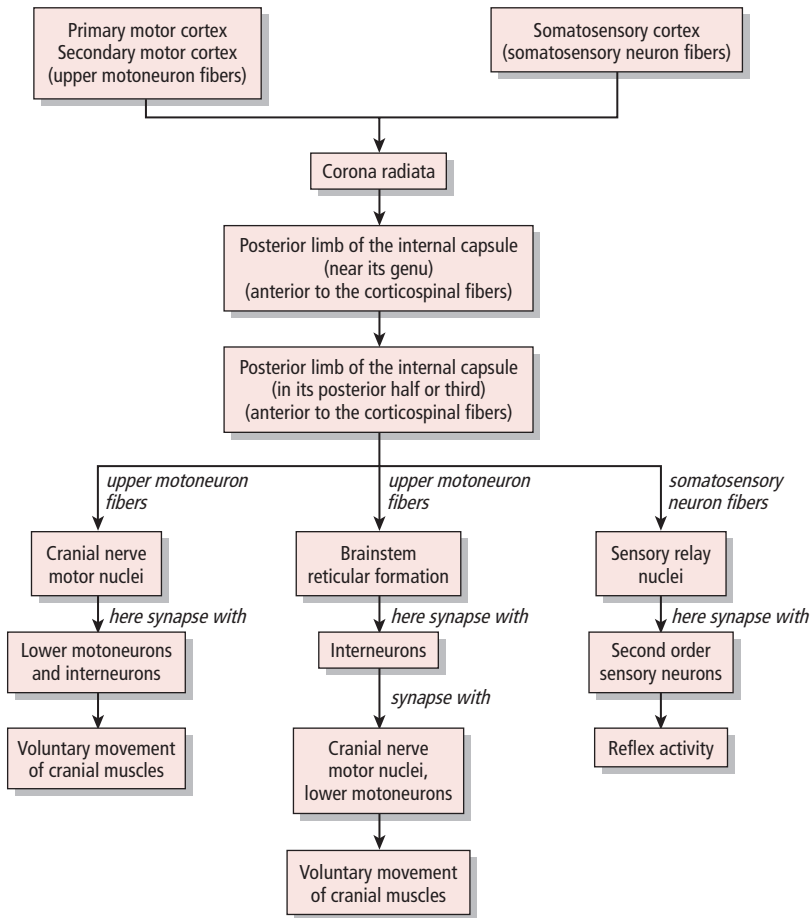 Primary motor cortex
Secondary motor cortex
(upper motoneuron fibers)
Somatosensory cortex
(somatosensory neuron fibers)
Corona radiata
Posterior limb of the internal capsule
(near its genu)
(anterior to the corticospinal fibers)
Posterior limb of the internal capsule
(in its posterior half or third)
(anterior to the corticospinal fibers)
upper motoneuron
fibers
upper motoneuron
fibers
somatosensory
neuron fibers
Cranial nerve
motor nuclei
Brainstem
reticular formation
Sensory relay
nuclei
here synapse with
here synapse with
here synapse with
Lower motoneurons
and interneurons
Interneurons
Second order
sensory neurons
synapse with
Voluntary movement
of cranial muscles
Cranial nerve
motor nuclei,
lower motoneurons
Reflex activity
Voluntary movement
of cranial muscles